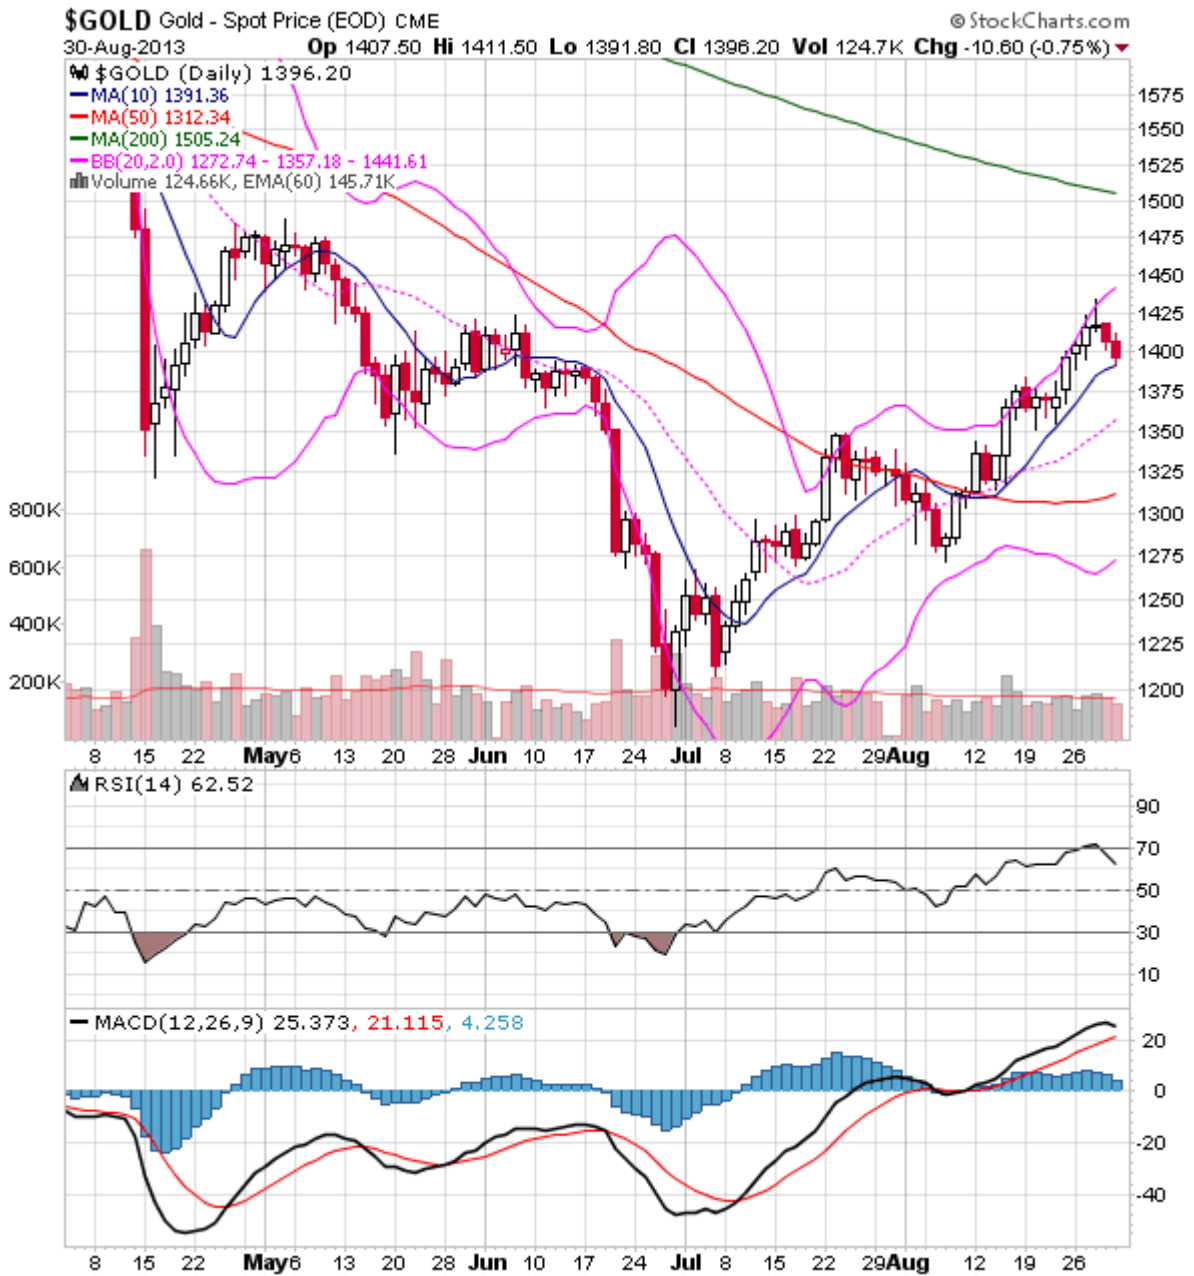 $GOLD Gold - Spot Price (EOD) CME © StockCharts.com
30-Aug-2013 Op 1407.50 Hi 1411.50 Lo 1391.80 Cl 1396.20 Vol 124.7K Chg -10.60 (-0.75%)
$GOLD (Daily) 1396.20
MA(10) 1391.36
MA(50) 1312.34
MA(200) 1505.24
BB(20,2.0) 1272.74 - 1357.18 - 1441.61
Volume 124.66K, EMA(60) 145.71K
1575
1550
1525
1500
1475
1450
1425
1400
1375
1350
1325
1300
1275
1250
1225
1200
800K
600K
400K
200K
8 15 22 May 6 13 20 28 Jun 10 17 24 Jul 8 15 22 29 Aug 12 19 26
RSI(14) 62.52
90
70
50
30
10
MACD(12,26,9) 25.373, 21.115, 4.258
20
0
-20
-40
8 15 22 May 6 13 20 28 Jun 10 17 24 Jul 8 15 22 29 Aug 12 19 26